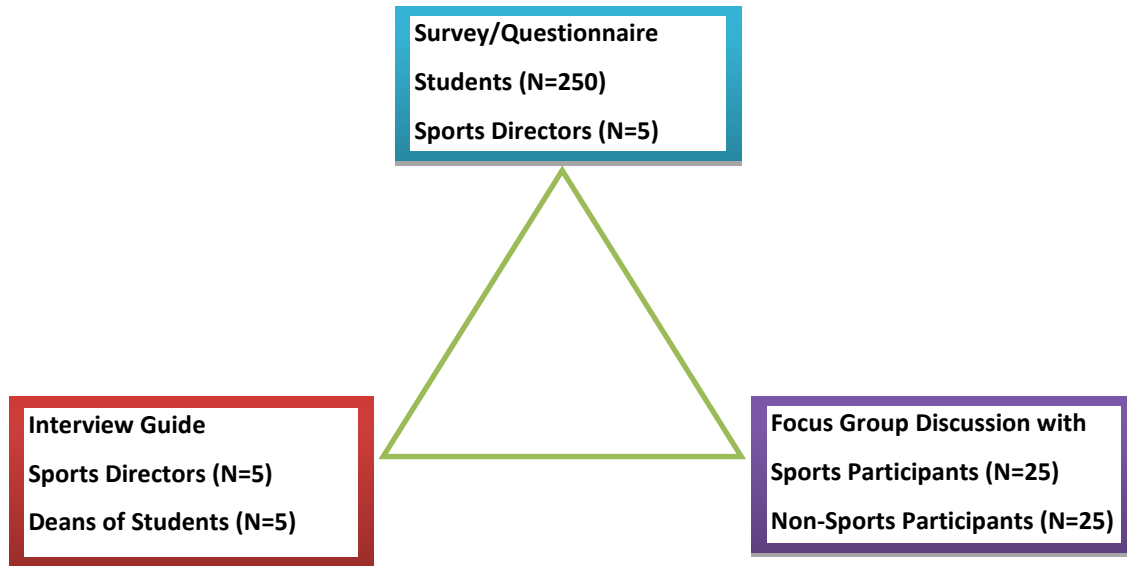 Survey/Questionnaire
Students (N=250)
Sports Directors (N=5)
Interview Guide
Sports Directors (N=5)
Deans of Students (N=5)
Focus Group Discussion with
Sports Participants (N=25)
Non-Sports Participants (N=25)